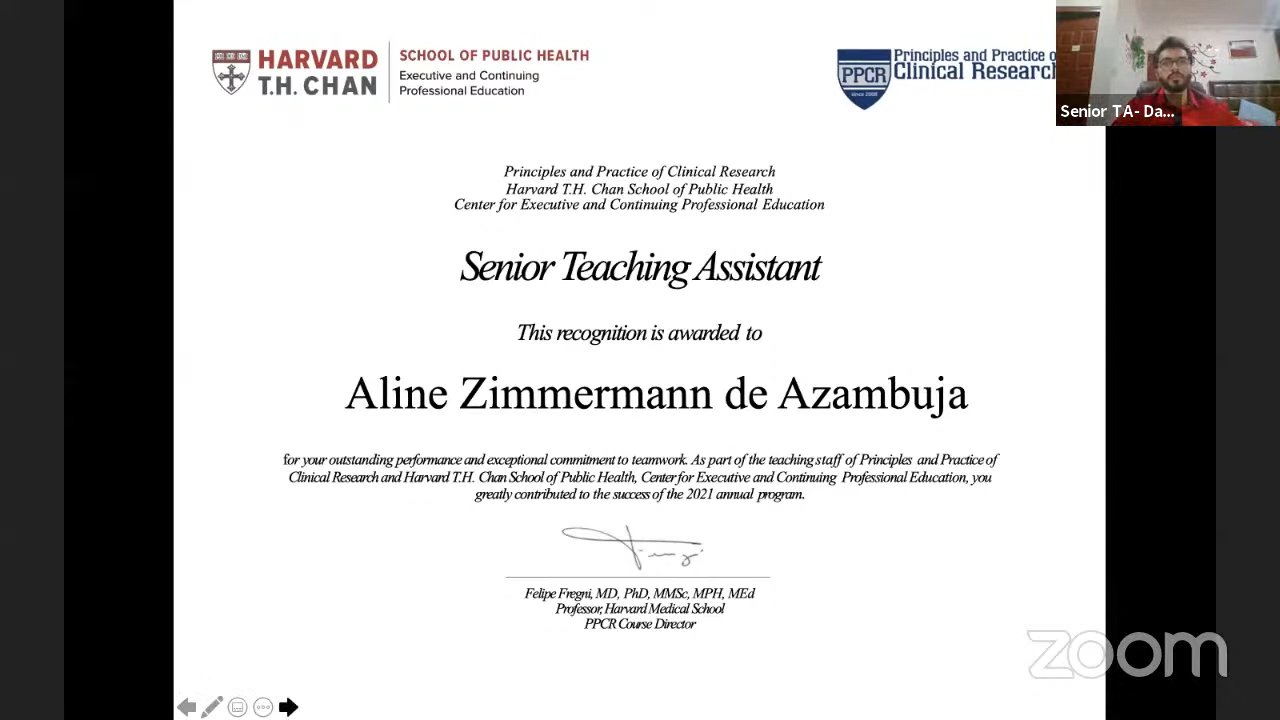 HARVARD
T.H. CHAN
SCHOOL OF PUBLIC HEALTH
Executive and Continuing
Professional Education
PPCR
since 2008
Principles and Practice o
Clinical Research
Senior TA- Da...
Principles and Practice of Clinical Research
Harvard T.H. Chan School of Public Health
Center for Executive and Continuing Professional Education
Senior Teaching Assistant
This recognition is awarded to
Aline Zimmermann de Azambuja
for your outstanding performance and exceptional commitment to teamwork. As part of the teaching staff of Principles and Practice of
Clinical Research and Harvard T.H. Chan School of Public Health, Center for Executive and Continuing Professional Education, you
greatly contributed to the success of the 2021 annual program.
Felipe Fregni, MD, PhD, MMSc, MPH, MEd
Professor, Harvard Medical School
PPCR Course Director
zoom